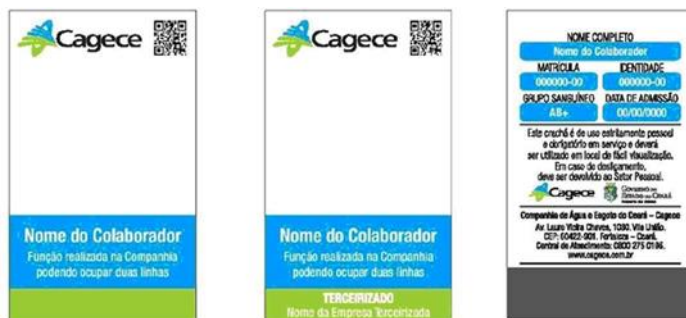 Cagece
Nome do Colaborador
Função realizada na Companhia
podendo ocupar duas linhas
Cagece
Nome do Colaborador
Função realizada na Companhia
podendo ocupar duas linhas
TERCEIRIZADO
Nome da Empresa Terceirizada
NOME COMPLETO
Nome do Colaborador
MATRÍCULA IDENTIDADE
000000-00 000000-00
GRUPO SANGUÍNEO DATA DE ADMISSÃO
AB+ 00/00/0000
Este crachá é de uso estritamente pessoal
e obrigatório em serviço e deverá
ser utilizado em local de fácil visualização.
Em caso de desligamento,
deve ser devolvido ao Setor Pessoal.
Cagece GOVERNO DO
ESTADO DO CEARÁ
Companhia de Água e Esgoto do Ceará – Cagece
Av. Lauro Vieira Chaves, 1030. Vila União.
CEP: 60422-901. Fortaleza – Ceará.
Central de Atendimento: 0800 275 0195.
www.cagece.com.br